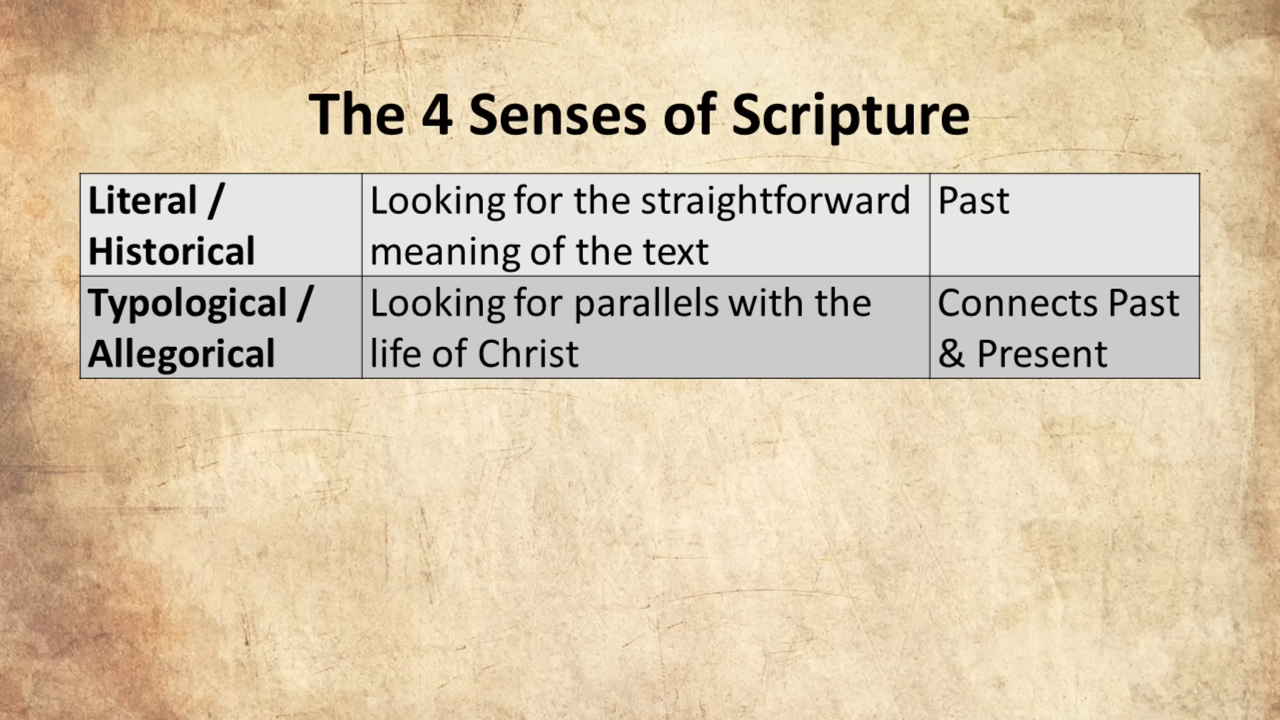 The 4 Senses of Scripture
Literal /
Historical
Looking for the straightforward
meaning of the text
Past
Typological /
Allegorical
Looking for parallels with the
life of Christ
Connects Past
& Present